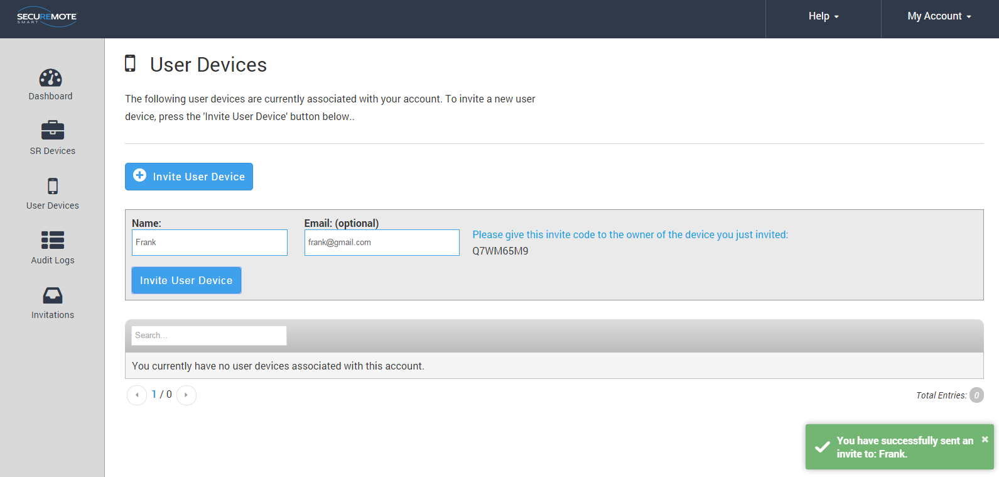 SECUREMOTE
SMART
Help
My Account
Dashboard
SR Devices
User Devices
Audit Logs
Invitations
User Devices
The following user devices are currently associated with your account. To invite a new user
device, press the 'Invite User Device' button below..
Invite User Device
Name:
Email: (optional)
Frank
frank@gmail.com
Please give this invite code to the owner of the device you just invited:
Q7WM65M9
Invite User Device
Search...
You currently have no user devices associated with this account.
1 / 0
Total Entries: 0
You have successfully sent an
invite to: Frank.